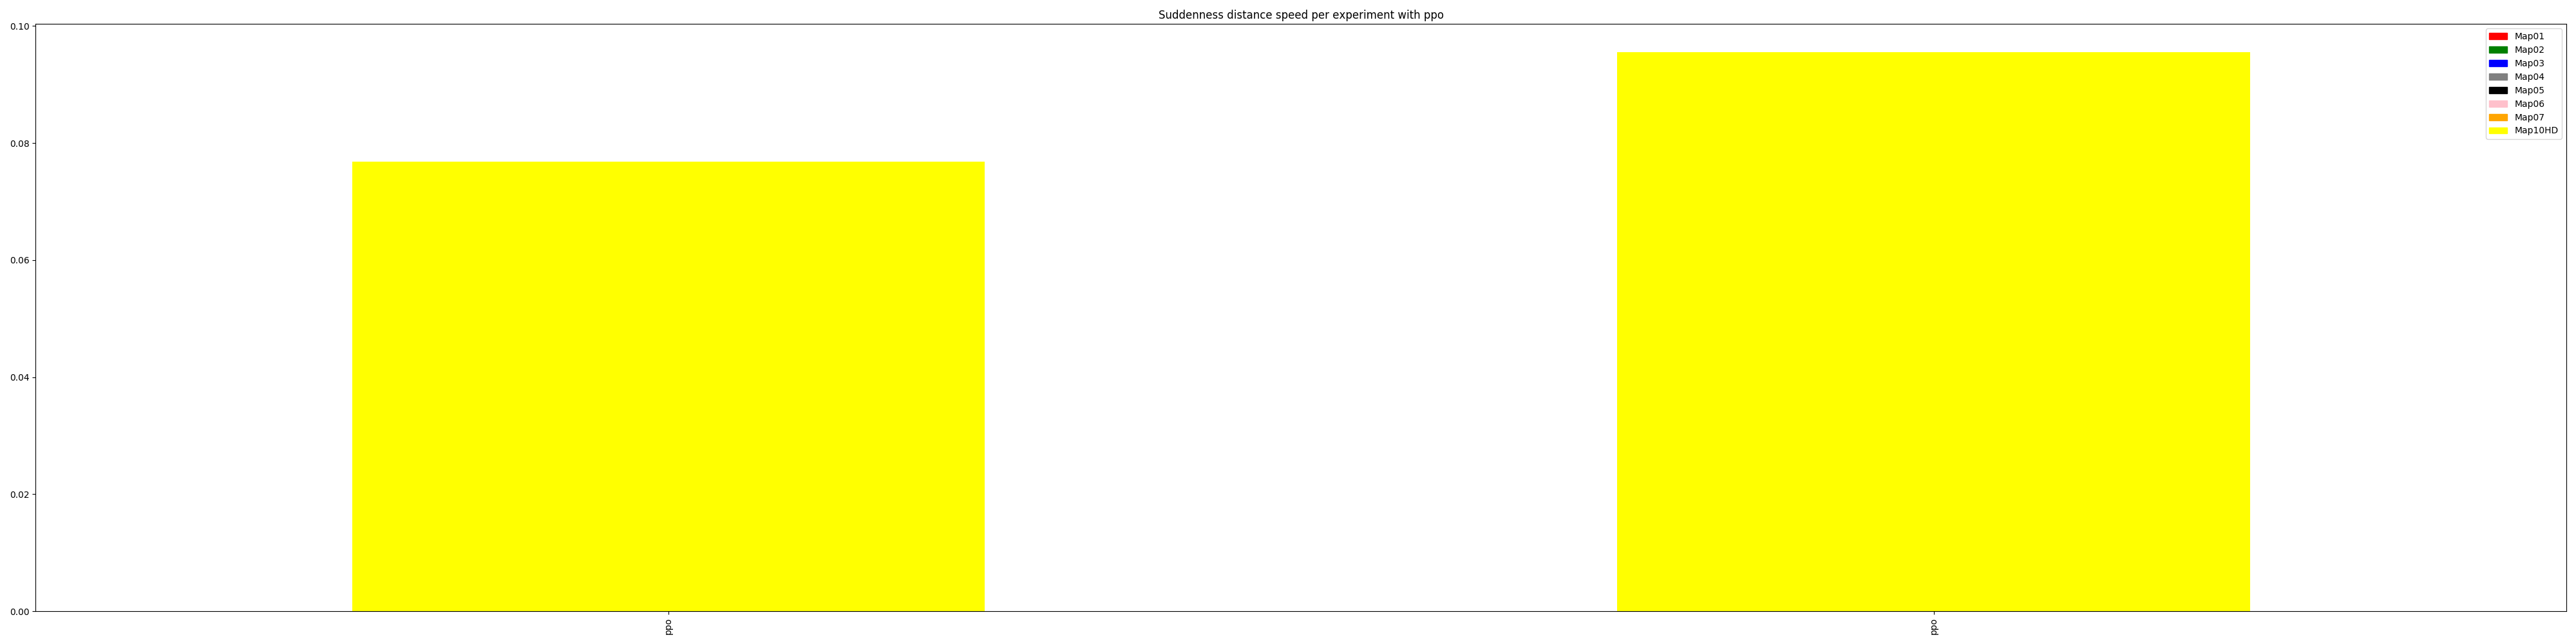 Suddenness distance speed per experiment with ppo
0.10
0.08
0.06
0.04
0.02
0.00
Map01
Map02
Map03
Map04
Map05
Map06
Map07
Map10HD
ppo
ppo